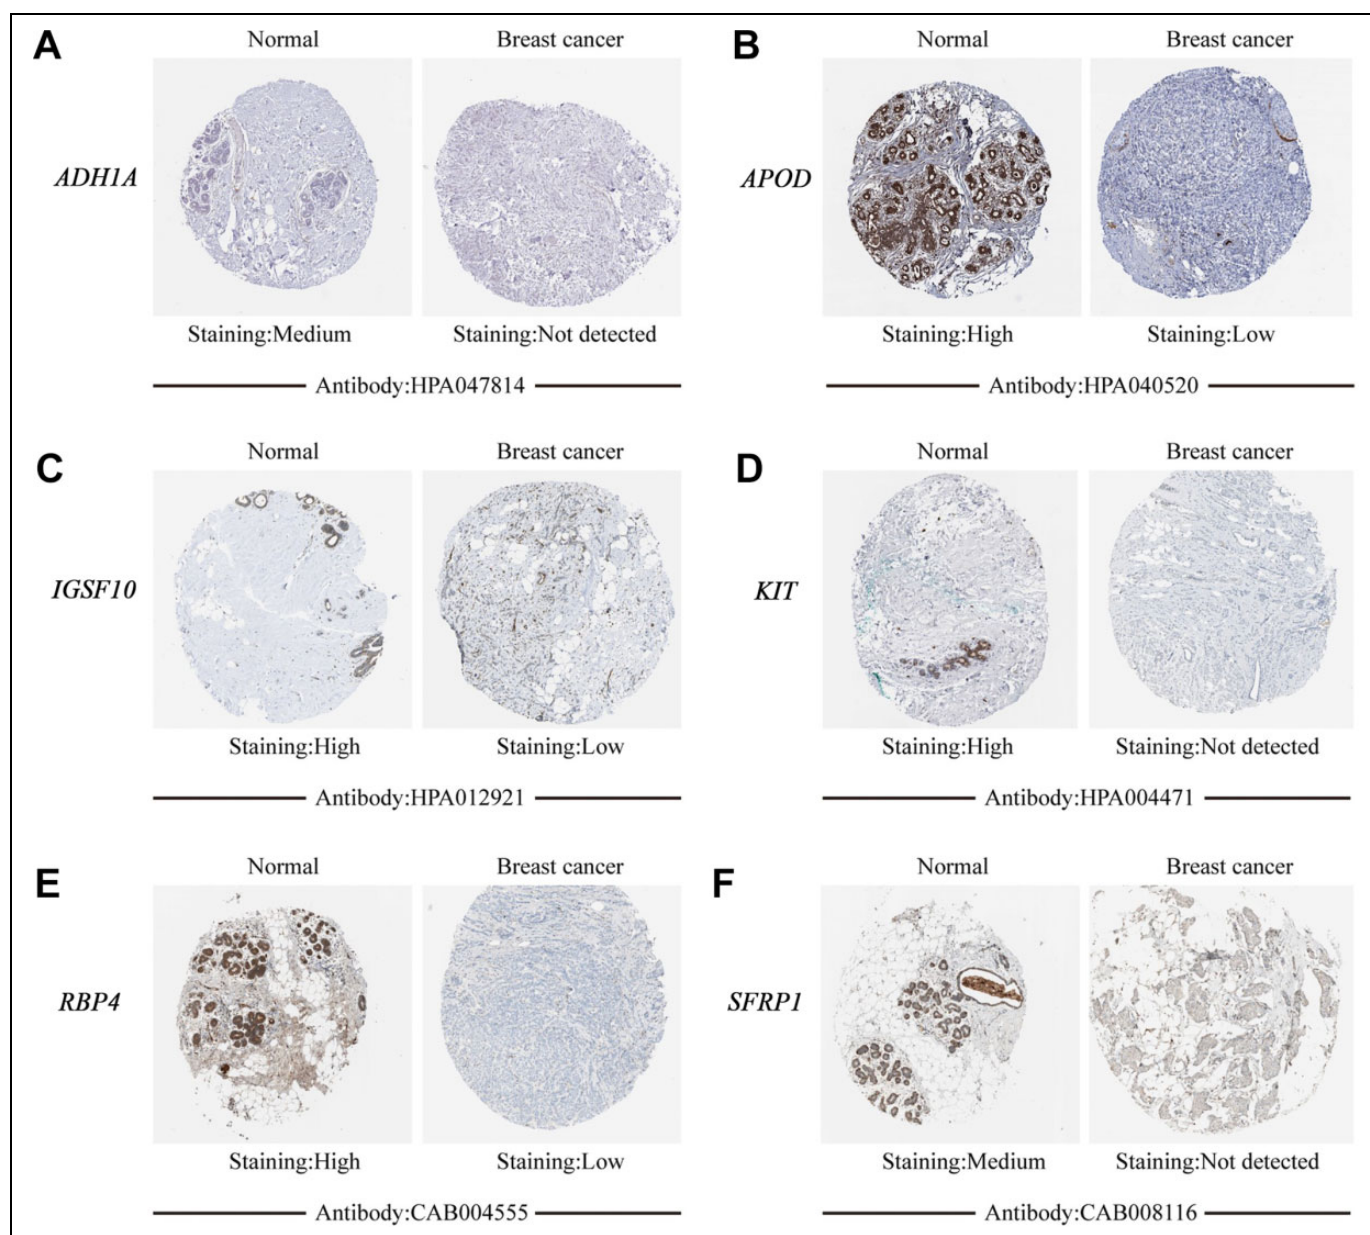 A
Normal
Breast cancer
ADH1A
Staining:Medium
Staining:Not detected
Antibody:HPA047814
B
Normal
Breast cancer
APOD
Staining:High
Staining:Low
Antibody:HPA040520
C
Normal
Breast cancer
IGSF10
Staining:High
Staining:Low
Antibody:HPA012921
D
Normal
Breast cancer
KIT
Staining:High
Staining:Not detected
Antibody:HPA004471
E
Normal
Breast cancer
RBP4
Staining:High
Staining:Low
Antibody:CAB004555
F
Normal
Breast cancer
SFRP1
Staining:Medium
Staining:Not detected
Antibody:CAB008116